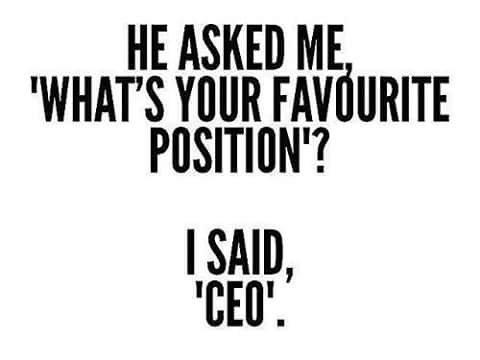 HE ASKED ME,
'WHAT'S YOUR FAVOURITE
POSITION'?
I SAID,
'CEO'.